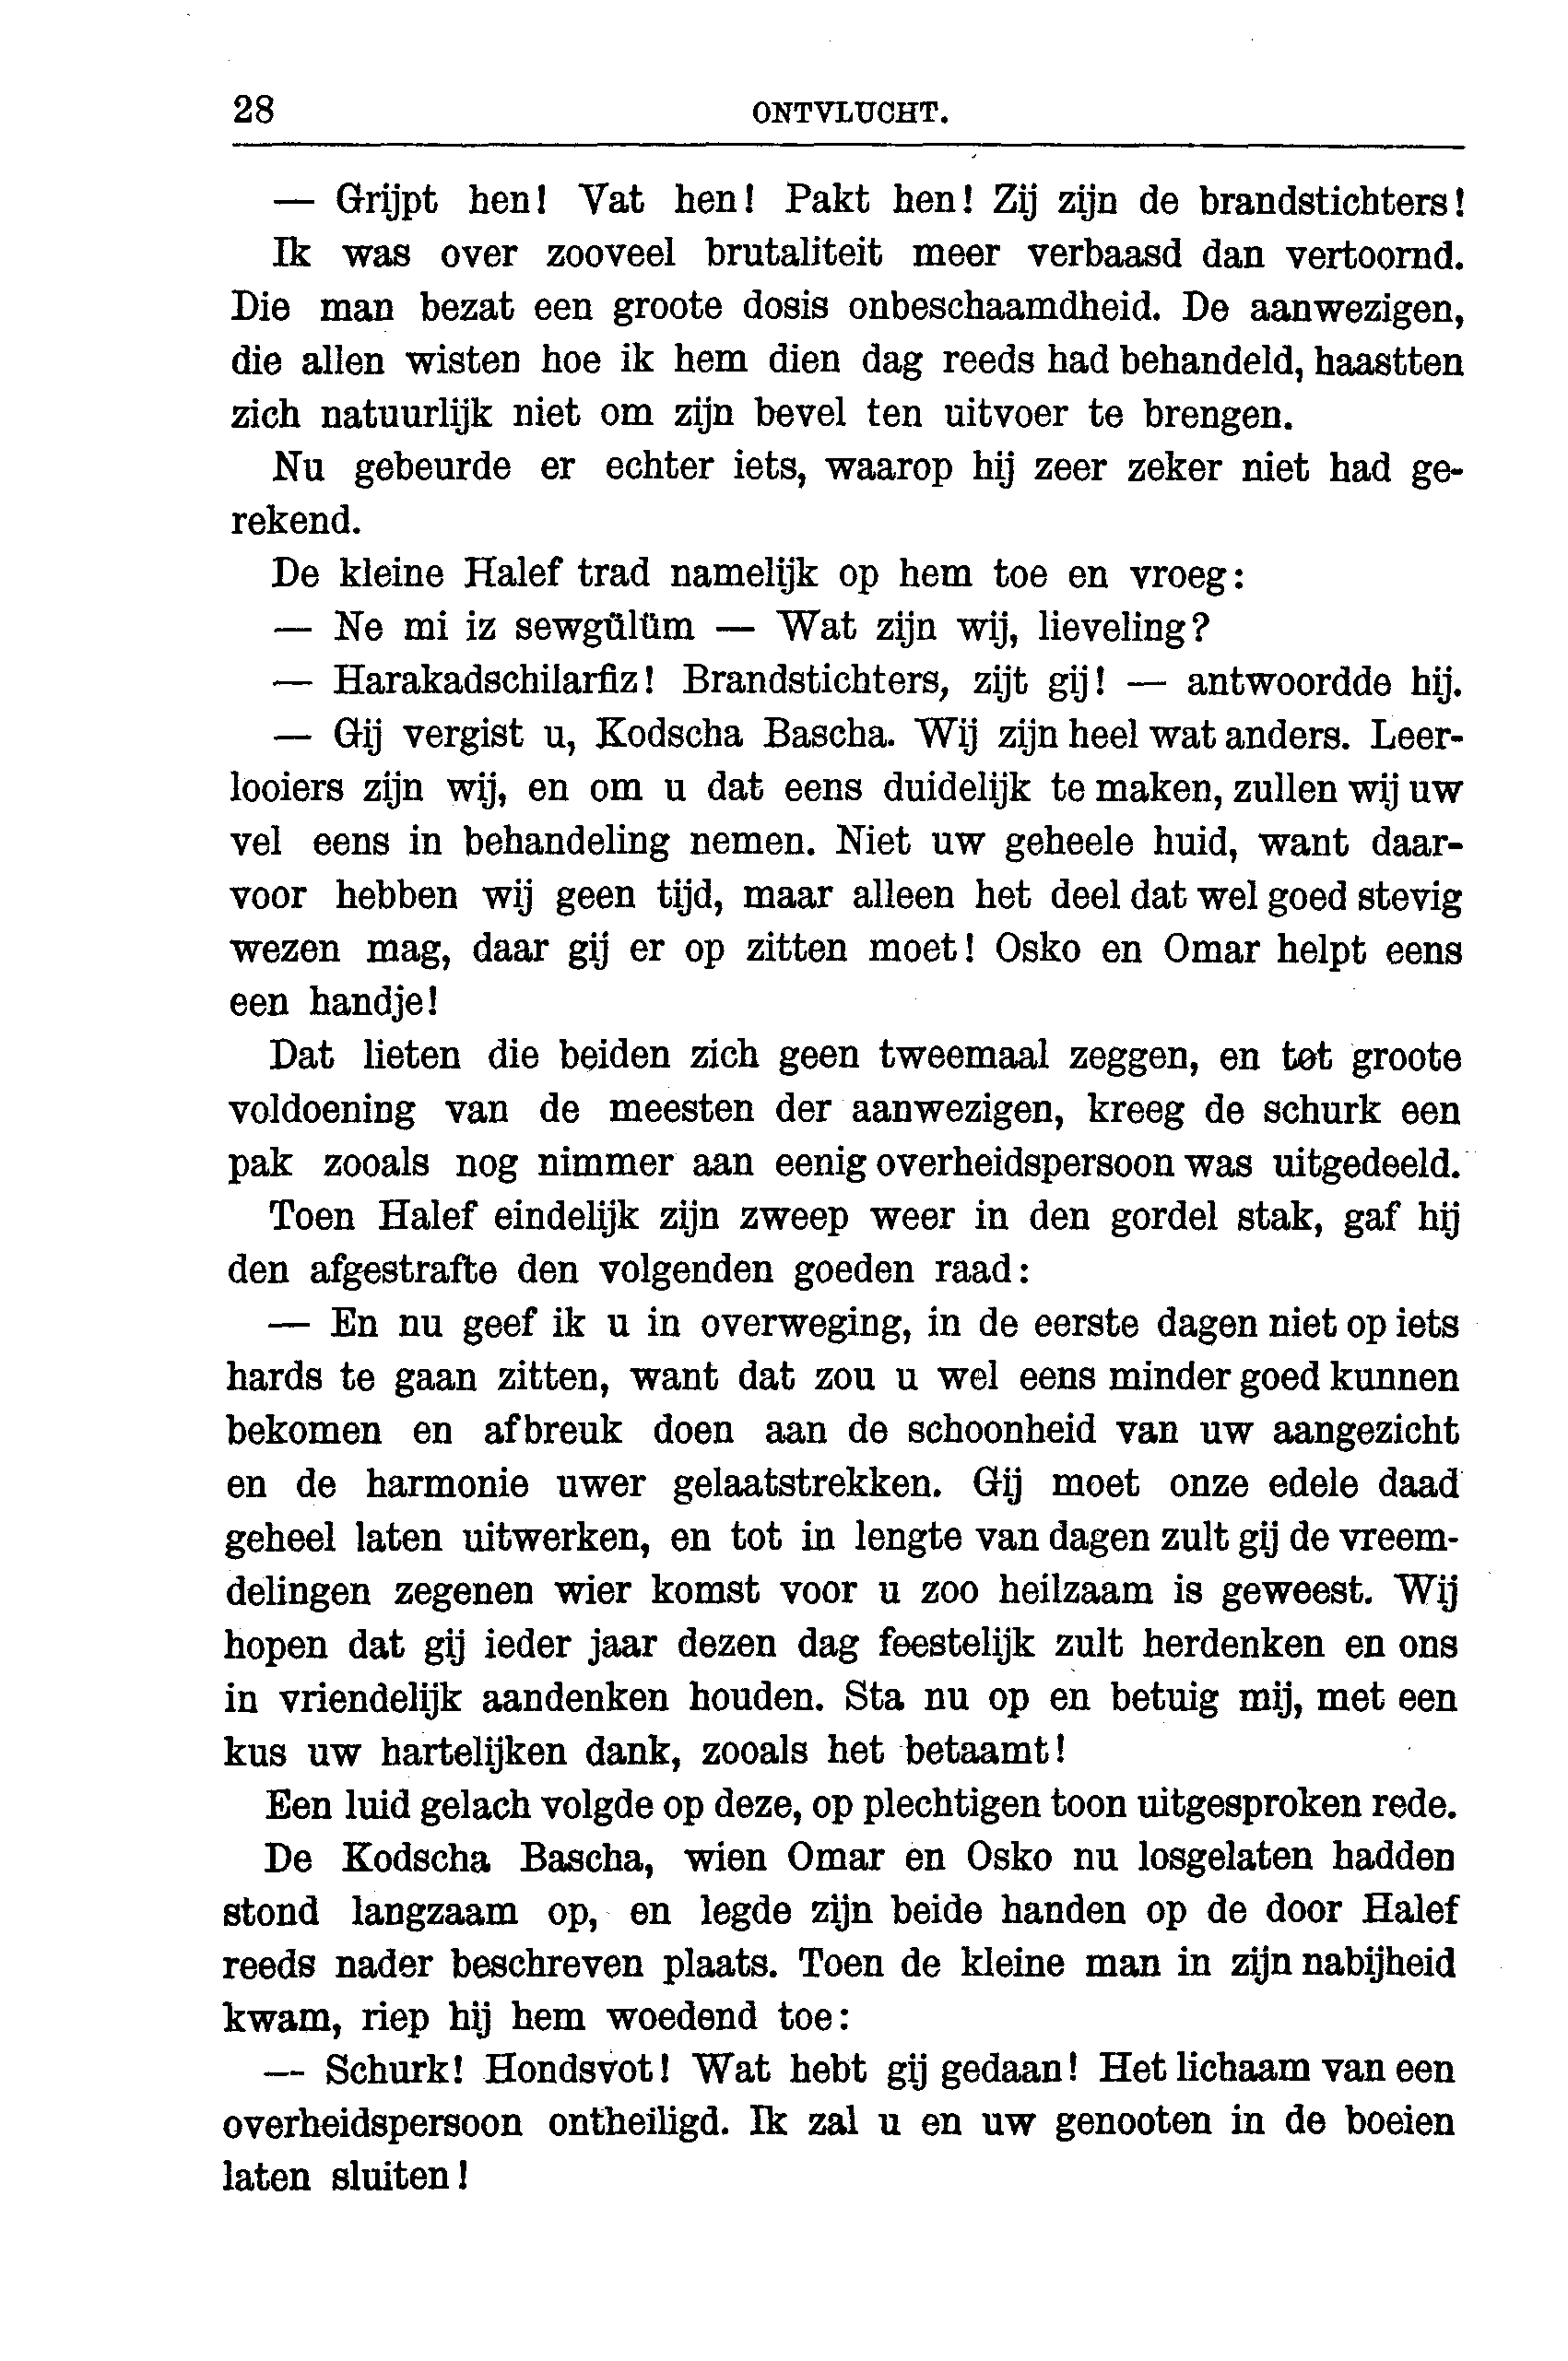 28 ONTVLUCHT.
— Grijpt hen! Vat hen! Pakt hen! Zij zijn de brandstichters!
Ik was over zooveel brutaliteit meer verbaasd dan vertoornd.
Die man bezat een groote dosis onbeschaamdheid. De aanwezigen,
die allen wisten hoe ik hem dien dag reeds had behandeld, haastten
zich natuurlijk niet om zijn bevel ten uitvoer te brengen.
Nu gebeurde er echter iets, waarop hij zeer zeker niet had ge-
rekend.
De kleine Halef trad namelijk op hem toe en vroeg:
— Ne mi iz sewgülüm — Wat zijn wij, lieveling?
— Harakadschilarfiz! Brandstichters, zijt gij! — antwoordde hij.
— Gij vergist u, Kodscha Bascha. Wij zijn heel wat anders. Leer-
looiers zijn wij, en om u dat eens duidelijk te maken, zullen wij uw
vel eens in behandeling nemen. Niet uw geheele huid, want daar-
voor hebben wij geen tijd, maar alleen het deel dat wel goed stevig
wezen mag, daar gij er op zitten moet! Osko en Omar helpt eens
een handje!
Dat lieten die beiden zich geen tweemaal zeggen, en tot groote
voldoening van de meesten der aanwezigen, kreeg de schurk een
pak zooals nog nimmer aan eenig overheidspersoon was uitgedeeld.
Toen Halef eindelijk zijn zweep weer in den gordel stak, gaf hij
den afgestrafte den volgenden goeden raad:
— En nu geef ik u in overweging, in de eerste dagen niet op iets
hards te gaan zitten, want dat zou u wel eens minder goed kunnen
bekomen en afbreuk doen aan de schoonheid van uw aangezicht
en de harmonie uwer gelaatstrekken. Gij moet onze edele daad
geheel laten uitwerken, en tot in lengte van dagen zult gij de vreem-
delingen zegenen wier komst voor u zoo heilzaam is geweest. Wij
hopen dat gij ieder jaar dezen dag feestelijk zult herdenken en ons
in vriendelijk aandenken houden. Sta nu op en betuig mij, met een
kus uw hartelijken dank, zooals het betaamt!
Een luid gelach volgde op deze, op plechtigen toon uitgesproken rede.
De Kodscha Bascha, wien Omar en Osko nu losgelaten hadden
stond langzaam op, en legde zijn beide handen op de door Halef
reeds nader beschreven plaats. Toen de kleine man in zijn nabijheid
kwam, riep hij hem woedend toe:
— Schurk! Hondsvot! Wat hebt gij gedaan! Het lichaam van een
overheidspersoon ontheiligd. Ik zal u en uw genooten in de boeien
laten sluiten!